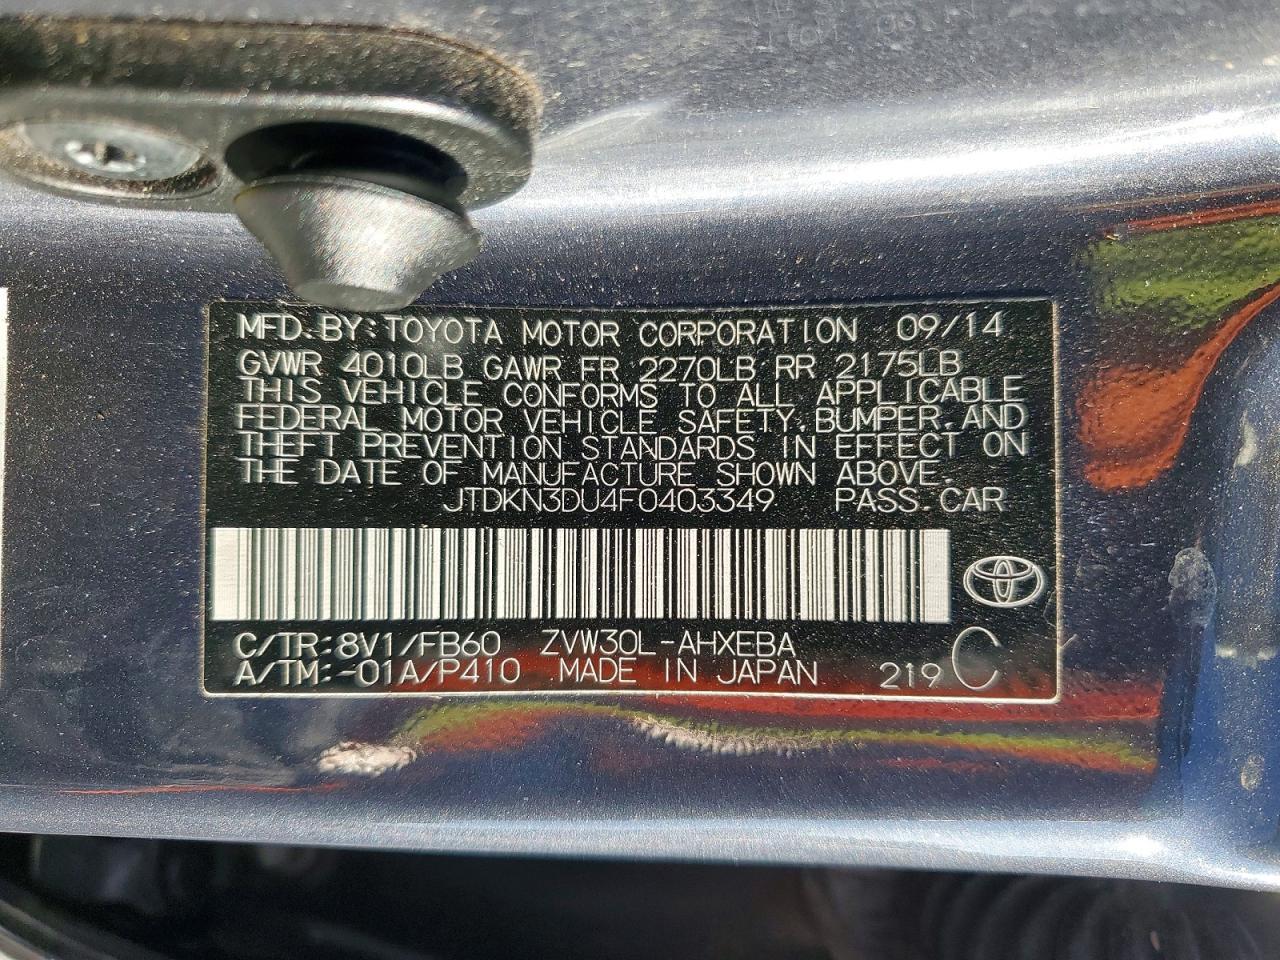 MFD.BY:TOYOTA MOTOR CORPORATION 09/14
GVWR 4010LB GAWR FR 2270LB RR 2175LB
THIS VEHICLE CONFORMS TO ALL APPLICABLE
FEDERAL MOTOR VEHICLE SAFETY, BUMPER, AND
THEFT PREVENTION STANDARDS IN EFFECT ON
THE DATE OF MANUFACTURE SHOWN ABOVE.
JTDKN3DU4F0403349 PASS.CAR
C/TR:8V1/FB60 ZVW30L-AHXEBA
A/TM:-01A/P410 MADE IN JAPAN 219 C